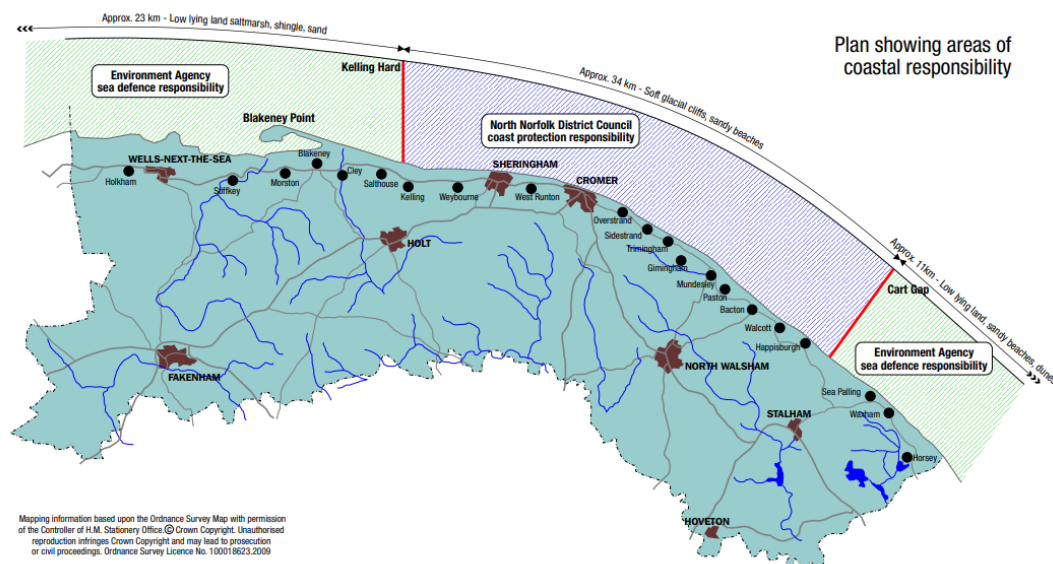 Approx. 23 km - Low lying land saltmarsh, shingle, sand
Plan showing areas of
coastal responsibility
Approx. 34 km - Soft glacial cliffs, sandy beaches
Kelling Hard
Environment Agency
sea defence responsibility
North Norfolk District Council
coast protection responsibility
Blakeney Point
Blakeney
WELLS-NEXT-THE-SEA
Cley
SHERINGHAM
Holkham
Stiffkey
Morston
Salthouse
Kelling
Weybourne
West Runton
CROMER
Overstrand
Sidestrand
Trimingham
Gimingham
HOLT
Mundesley
Paston
Bacton
Walcott
Happisburgh
Approx. 11km - Low lying land, sandy beaches, dunes
Cart Gap
Environment Agency
sea defence responsibility
FAKENHAM
NORTH WALSHAM
Sea Palling
Waxham
STALHAM
Horsey
HOVETON
Mapping information based upon the Ordnance Survey Map with permission
of the Controller of H.M. Stationery Office.© Crown Copyright. Unauthorised
reproduction infringes Crown Copyright and may lead to prosecution
or civil proceedings. Ordnance Survey Licence No. 100018623.2009